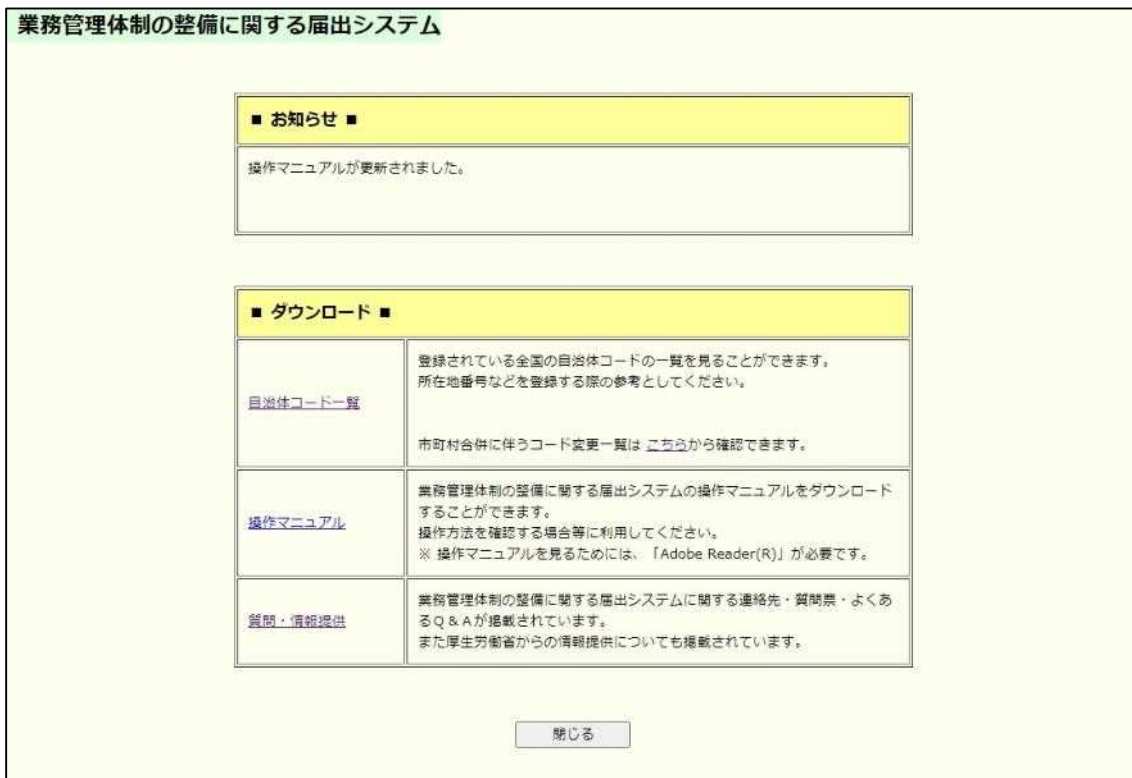 業務管理体制の整備に関する届出システム
■ お知らせ ■
操作マニュアルが更新されました。
■ ダウンロード ■
自治体コード一覧
登録されている全国の自治体コードの一覧を見ることができます。
所在地番号などを登録する際の参考としてください。
市町村合併に伴うコード変更一覧は こちらから確認できます。
操作マニュアル
業務管理体制の整備に関する届出システムの操作マニュアルをダウンロード
することができます。
操作方法を確認する場合等に利用してください。
※ 操作マニュアルを見るためには、「Adobe Reader(R)」が必要です。
質問・情報提供
業務管理体制の整備に関する届出システムに関する連絡先・質問票・よくあ
るQ&Aが掲載されています。
また厚生労働省からの情報提供についても掲載されています。
閉じる